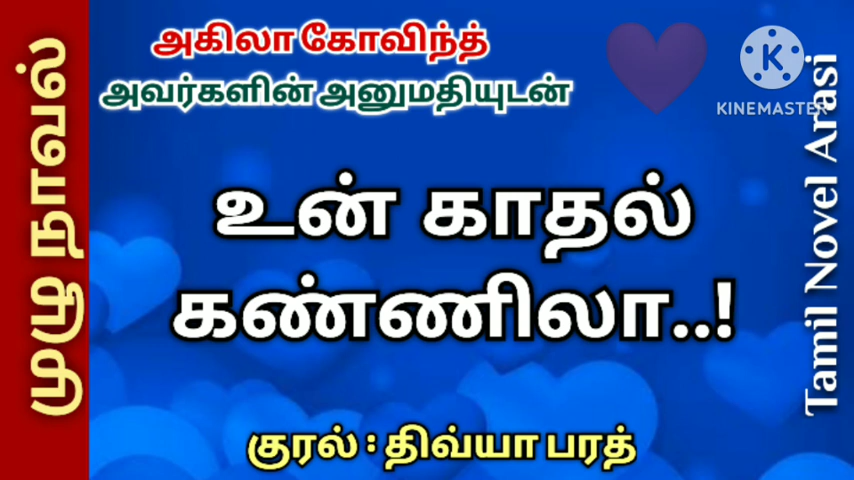 முழு நாவல்
அகிலா கோவிந்த்
அவர்களின் அனுமதியுடன்
KINEMASTER
உன் காதல்
கண்ணிலா..!
குரல் : திவ்யா பரத்
Tamil Novel Arasi